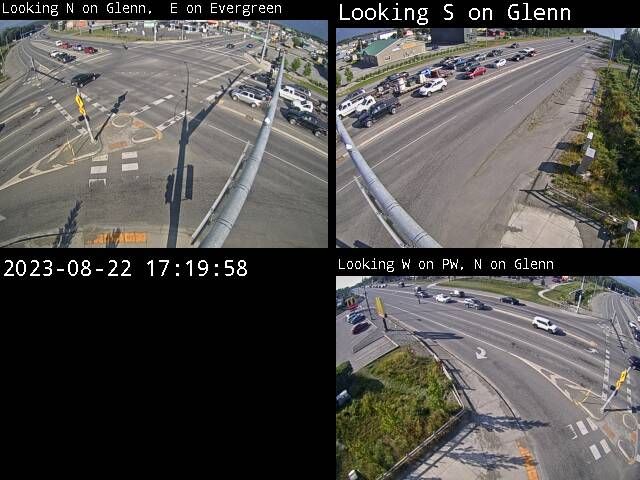 Looking N on Glenn, E on Evergreen
Looking S on Glenn
2023-08-22 17:19:58
Looking W on PW, N on Glenn